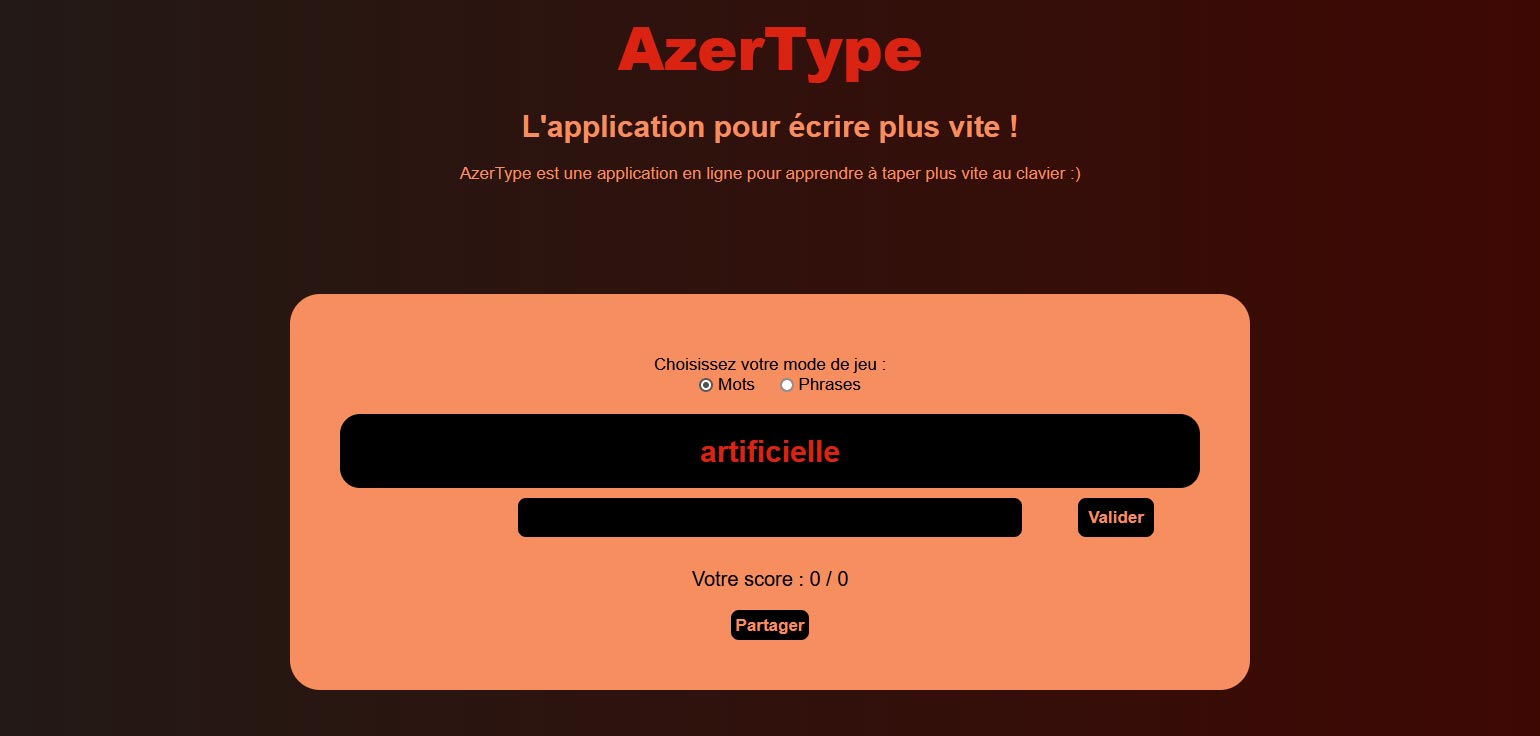 AzerType
L'application pour écrire plus vite !
AzerType est une application en ligne pour apprendre à taper plus vite au clavier :)
Choisissez votre mode de jeu :
Mots Phrases
artificielle
Valider
Votre score : 0 / 0
Partager